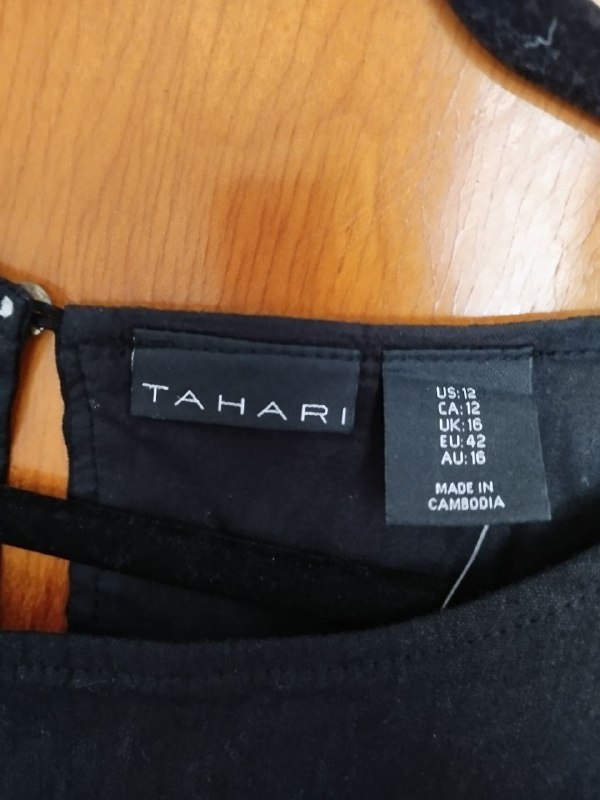 TAHARI
US: 12
CA: 12
UK: 16
EU: 42
AU: 16
MADE IN
CAMBODIA